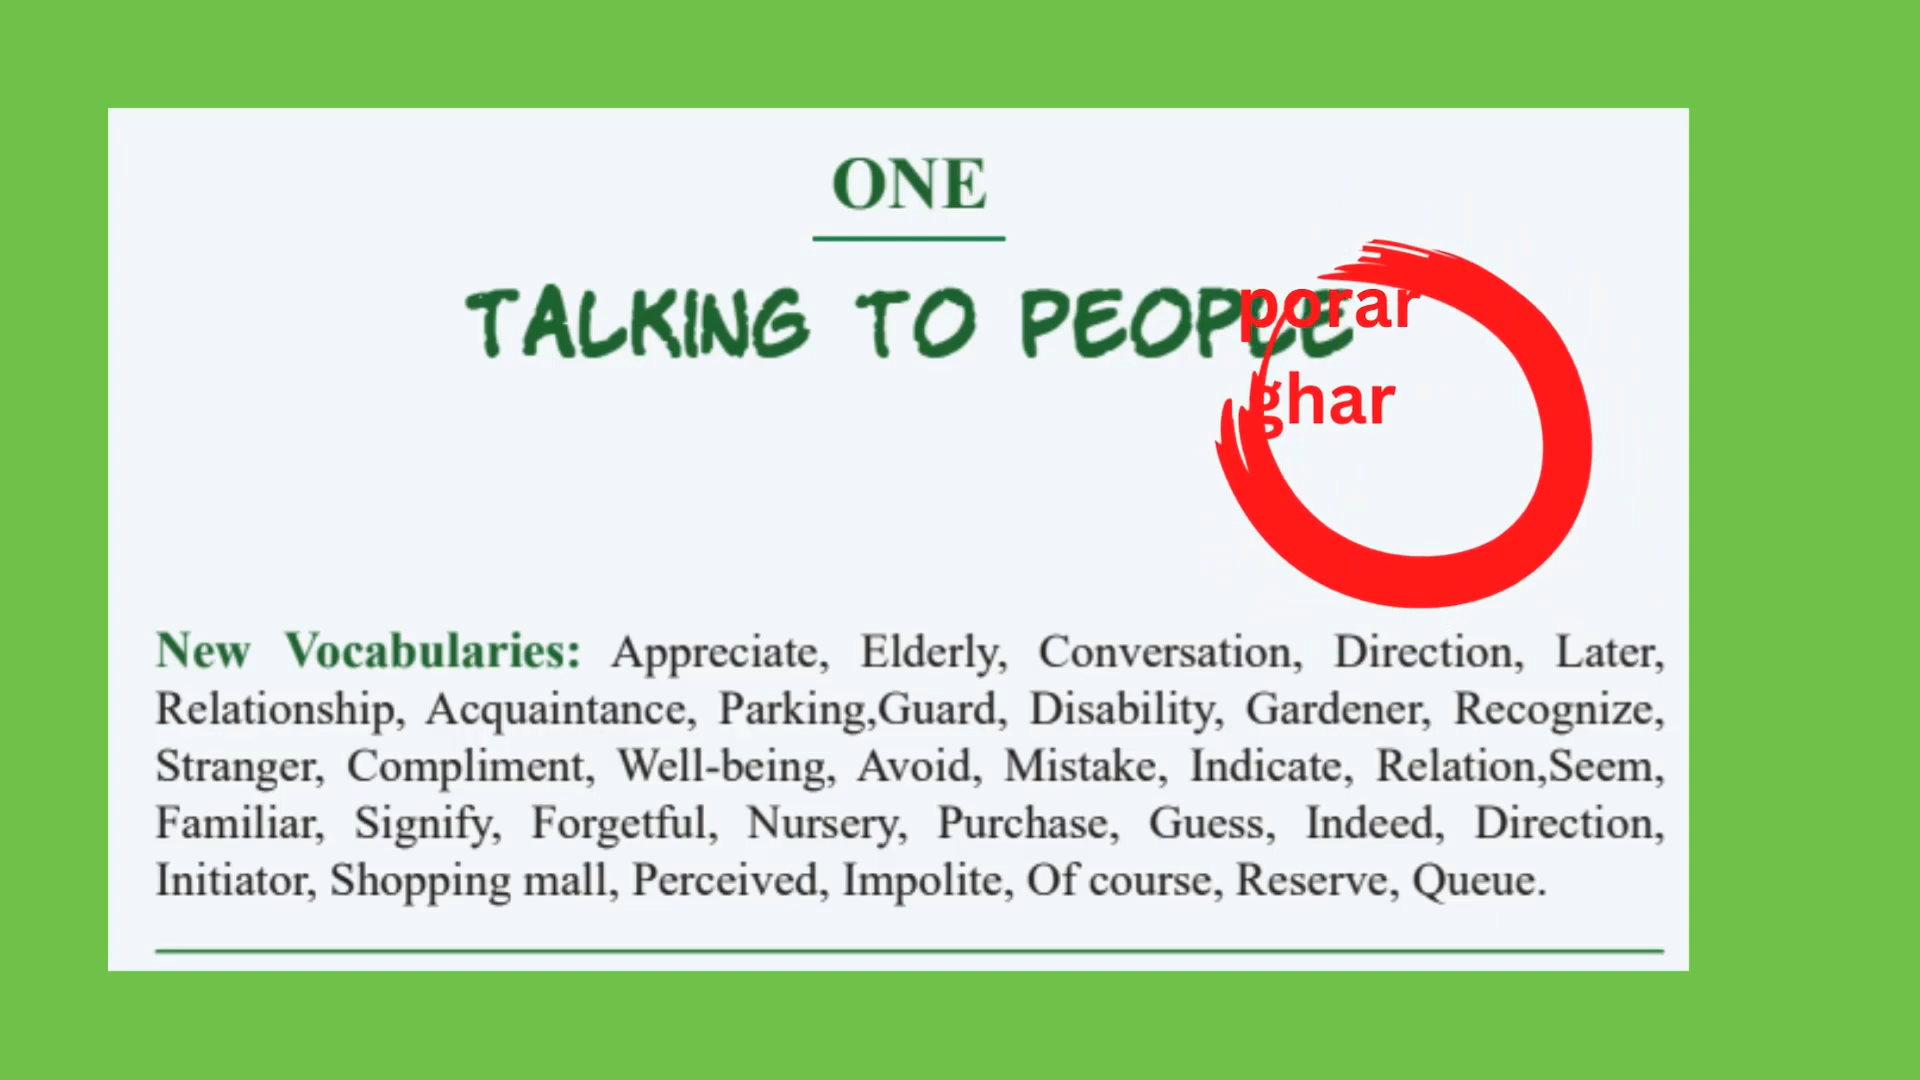 ONE
TALKING TO PEOPLE
porar
ghar
New Vocabularies: Appreciate, Elderly, Conversation, Direction, Later,
Relationship, Acquaintance, Parking,Guard, Disability, Gardener, Recognize,
Stranger, Compliment, Well-being, Avoid, Mistake, Indicate, Relation,Seem,
Familiar, Signify, Forgetful, Nursery, Purchase, Guess, Indeed, Direction,
Initiator, Shopping mall, Perceived, Impolite, Of course, Reserve, Queue.